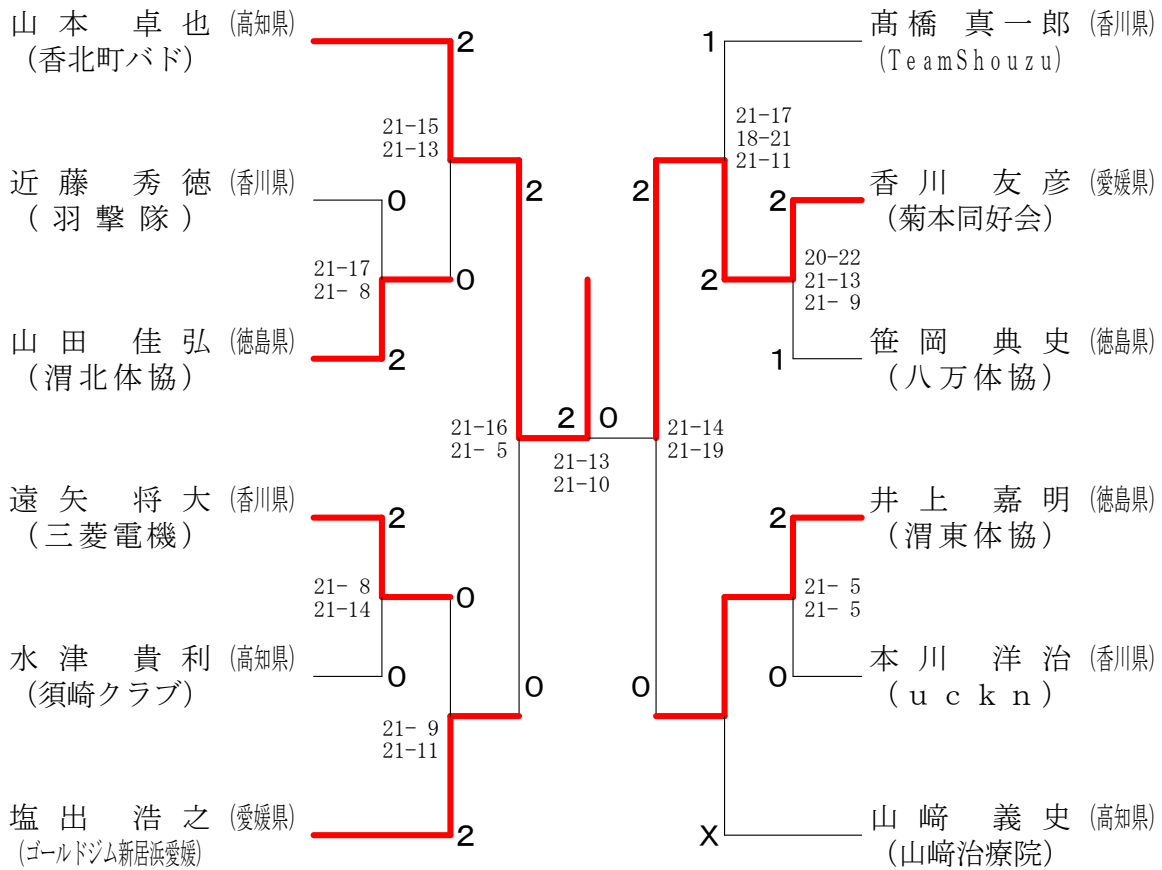 山本 卓也 (高知県)
(香北町バド)
2
21-15
21-13
近藤 秀徳 (香川県)
(羽撃隊)
0
21-17
21- 8
0
山田 佳弘 (徳島県)
(渭北体協)
2
2
21-16
21- 5
遠矢 将大 (香川県)
(三菱電機)
2
21- 8
21-14
0
水津 貴利 (高知県)
(須崎クラブ)
0
0
21- 9
21-11
塩出 浩之 (愛媛県)
(ゴールドジム新居浜愛媛)
2
2 0
21-13
21-10
1
髙橋 真一郎 (香川県)
(TeamShouzu)
21-17
18-21
21-11
2
2
香川 友彦 (愛媛県)
(菊本同好会)
20-22
21-13
21- 9
2
1
笹岡 典史 (徳島県)
(八万体協)
21-14
21-19
2
井上 嘉明 (徳島県)
(渭東体協)
21- 5
21- 5
0
0
本川 洋治 (香川県)
(uckn)
X
山﨑 義史 (高知県)
(山﨑治療院)